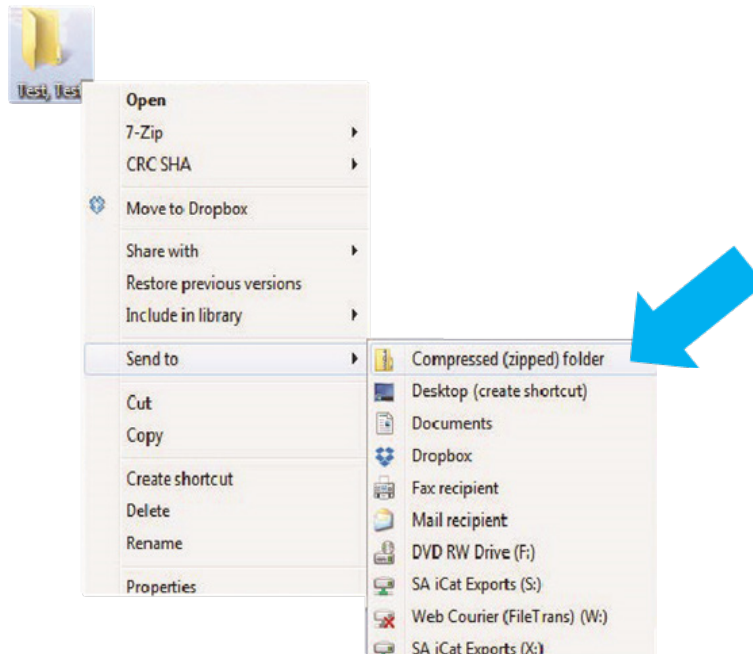 Test, Test
Open
7-Zip
CRC SHA
Move to Dropbox
Share with
Restore previous versions
Include in library
Send to
Cut
Copy
Create shortcut
Delete
Rename
Properties
Compressed (zipped) folder
Desktop (create shortcut)
Documents
Dropbox
Fax recipient
Mail recipient
DVD RW Drive (F:)
SA iCat Exports (S:)
Web Courier (FileTrans) (W:)
SA iCat Exports (X:)